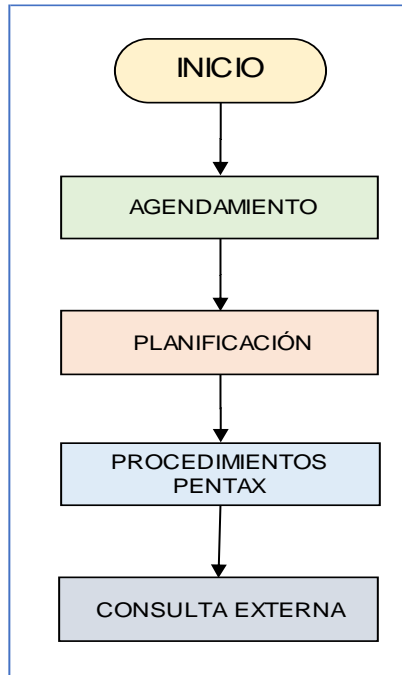 INICIO
AGENDAMIENTO
PLANIFICACIÓN
PROCEDIMIENTOS
PENTAX
CONSULTA EXTERNA